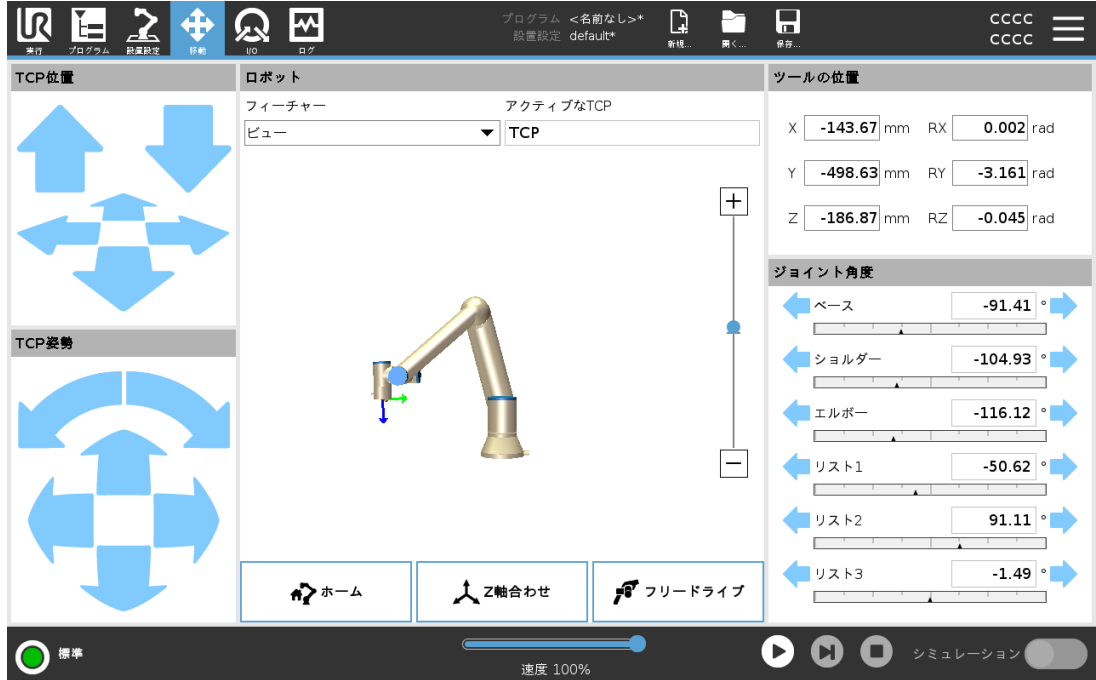 UR
実行
プログラム
設置設定
移動
I/O
ログ
プログラム <名前なし>*
設置設定 default*
新規...
開く...
保存...
CCCC
CCCC
TCP位置
ロボット
ツールの位置
フィーチャー
アクティブなTCP
ビュー
TCP
X -143.67 mm RX 0.002 rad
Y -498.63 mm RY -3.161 rad
Z -186.87 mm RZ -0.045 rad
ジョイント角度
ベース -91.41 °
ショルダー -104.93 °
エルボー -116.12 °
リスト1 -50.62 °
リスト2 91.11 °
リスト3 -1.49 °
TCP姿勢
ホーム
Z軸合わせ
フリードライブ
標準
速度 100%
シミュレーション